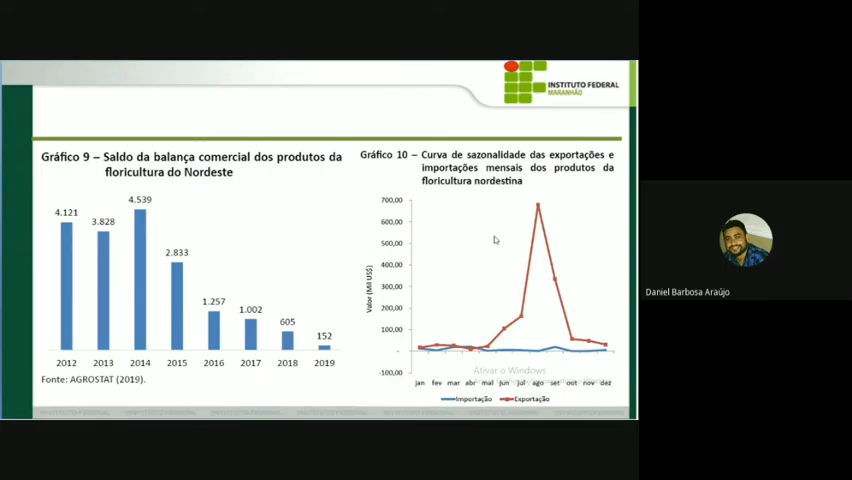 INSTITUTO FEDERAL
MARANHÃO
Gráfico 9 – Saldo da balança comercial dos produtos da
floricultura do Nordeste
4.121
3.828
4.539
2.833
1.257
1.002
605
152
2012 2013 2014 2015 2016 2017 2018 2019
Fonte: AGROSTAT (2019).
Gráfico 10 – Curva de sazonalidade das exportações e
importações mensais dos produtos da
floricultura nordestina
Valor (Mil US$)
700,00
600,00
500,00
400,00
300,00
200,00
100,00
-
-100,00
jan fev mar abr mai jun jul ago set out nov dez
Importação Exportação
Ativar o Windows
Daniel Barbosa Araújo